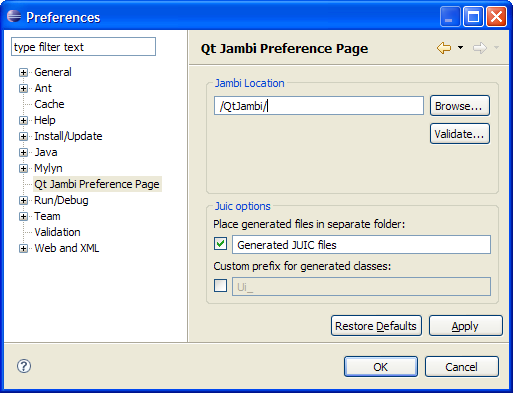 Preferences
type filter text
General
Ant
Cache
Help
Install/Update
Java
Mylyn
Qt Jambi Preference Page
Run/Debug
Team
Validation
Web and XML
Qt Jambi Preference Page
Jambi Location
/QtJambi/
Browse...
Validate...
Juic options
Place generated files in separate folder:
Generated JUIC files
Custom prefix for generated classes:
Ui_
Restore Defaults
Apply
?
OK
Cancel